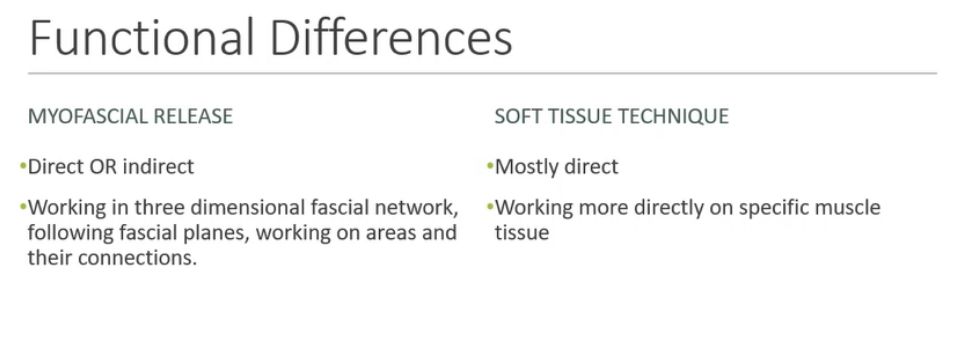 Functional Differences
MYOFASCIAL RELEASE
•Direct OR indirect
•Working in three dimensional fascial network,
following fascial planes, working on areas and
their connections.
SOFT TISSUE TECHNIQUE
•Mostly direct
•Working more directly on specific muscle
tissue